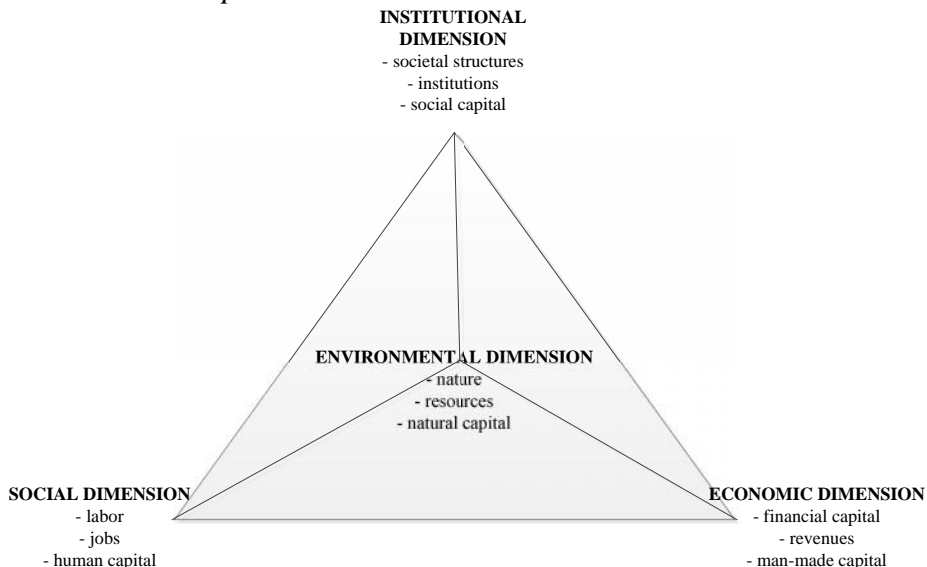 INSTITUTIONAL
DIMENSION
- societal structures
- institutions
- social capital
ENVIRONMENTAL DIMENSION
- nature
- resources
- natural capital
SOCIAL DIMENSION
- labor
- jobs
- human capital
ECONOMIC DIMENSION
- financial capital
- revenues
- man-made capital